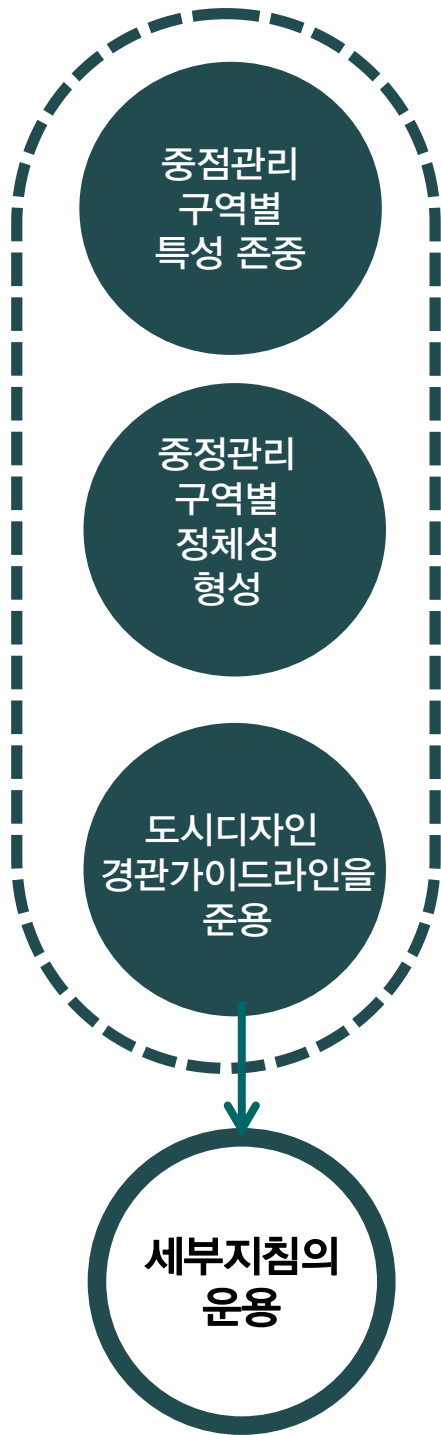 중점관리
구역별
특성 존중
중정관리
구역별
정체성
형성
도시디자인
경관가이드라인을
준용
세부지침의
운용